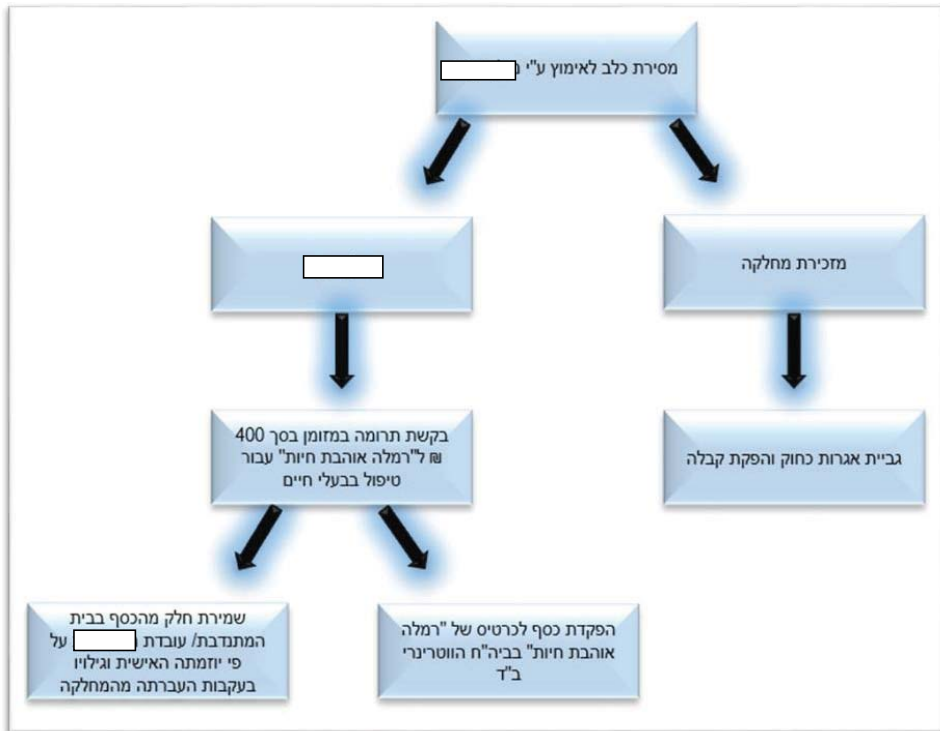 מסירת כלב לאימוץ ע"י
מזכירת מחלקה
גביית אגרות כחוק והפקת קבלה
בקשת תרומה במזומן בסך 400
₪ ל"רמלה אוהבת חיות" עבור
טיפול בבעלי חיים
הפקדת כסף לכרטיס של "רמלה
אוהבת חיות" בביה"ח הווטרינרי
ב"ד
שמירת חלק מהכסף בבית
המתנדבת/ עובדת ( על
פי יוזמתה האישית וגילויו
בעקבות העברתה מהמחלקה